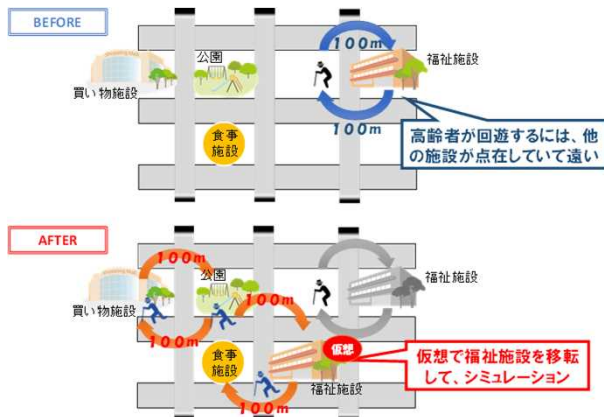 BEFORE
100m
公園
福祉施設
買い物施設
100m
食事
施設
高齢者が回遊するには、他
の施設が点在していて遠い
AFTER
100m
公園
100m
福祉施設
買い物施設
100m
仮想
食事
施設
福祉施設
100m
仮想で福祉施設を移転
して、シミュレーション